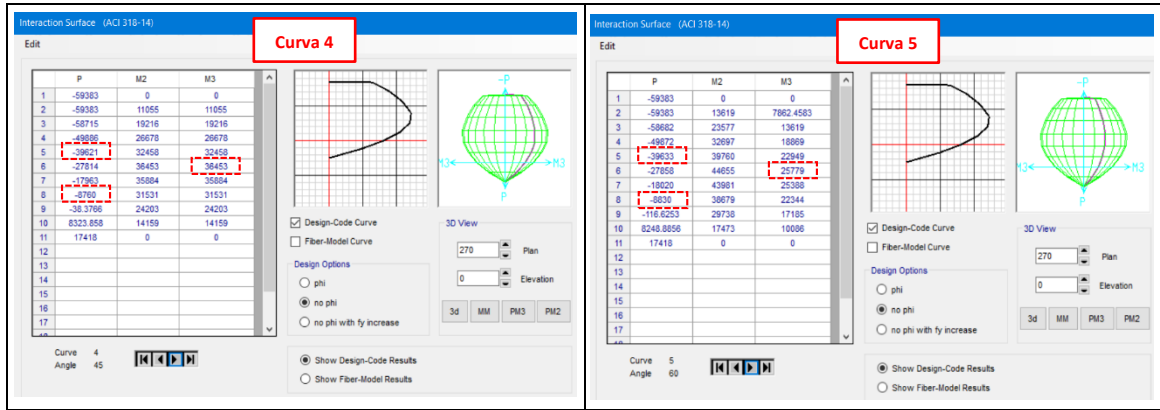 Interaction Surface (ACI 318-14)
Curva 4
Edit
P M2 M3
1 -59383 0 0
2 -59383 11055 11055
3 -58715 19216 19216
4 -49886 26678 26678
5 -39621 32458 32458
6 -27814 36453 36453
7 -17963 35884 35884
8 -8760 31531 31531
9 -38.3766 24203 24203
10 8323.858 14159 14159
11 17418 0 0
12
13
14
15
16
17
-P
M3 M3
P
Design-Code Curve
Fiber-Model Curve
Design Options
phi
no phi
no phi with fy increase
3D View
270 Plan
0 Elevation
3d MM PM3 PM2
Curve 4
Angle 45
Show Design-Code Results
Show Fiber-Model Results
Interaction Surface (ACI 318-14)
Curva 5
Edit
P M2 M3
1 -59383 0 0
2 -59383 13619 7862.4583
3 -58682 23577 13619
4 -49872 32697 18869
5 -39633 39760 22949
6 -27858 44655 25779
7 -18020 43981 25388
8 -8830 38679 22344
9 -116.6253 29738 17185
10 8248.8856 17473 10086
11 17418 0 0
12
13
14
15
16
17
-P
M3 M3
P
Design-Code Curve
Fiber-Model Curve
Design Options
phi
no phi
no phi with fy increase
3D View
270 Plan
0 Elevation
3d MM PM3 PM2
Curve 5
Angle 60
Show Design-Code Results
Show Fiber-Model Results